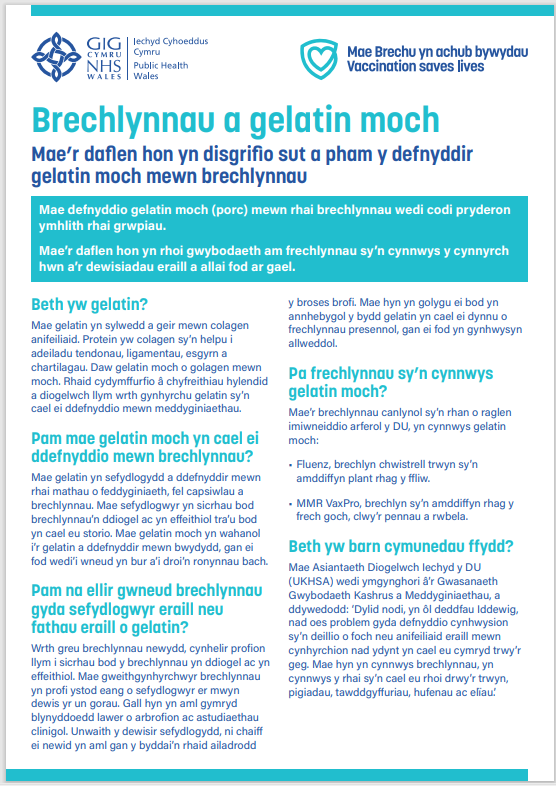 GIG
CYMRU
NHS
WALES
Iechyd Cyhoeddus
Cymru
Public Health
Wales
Mae Brechu yn achub bywydau
Vaccination saves lives
Brechlynnau a gelatin moch
Mae'r daflen hon yn disgrifio sut a pham y defnyddir
gelatin moch mewn brechlynnau
Mae defnyddio gelatin moch (porc) mewn rhai brechlynnau wedi codi pryderon
ymhlith rhai grwpiau.
Mae'r daflen hon yn rhoi gwybodaeth am frechlynnau sy'n cynnwys y cynnyrch
hwn a'r dewisiadau eraill a allai fod ar gael.
Beth yw gelatin?
Mae gelatin yn sylwedd a geir mewn colagen
anifeiliaid. Protein yw colagen sy'n helpu i
adeiladu tendonau, ligamentau, esgyrn a
chartilagau. Daw gelatin moch o golagen mewn
moch. Rhaid cydymffurfio â chyfreithiau hylendid
a diogelwch llym wrth gynhyrchu gelatin sy'n
cael ei ddefnyddio mewn meddyginiaethau.
Pam mae gelatin moch yn cael ei
ddefnyddio mewn brechlynnau?
Mae gelatin yn sefydlogydd a ddefnyddir mewn
rhai mathau o feddyginiaeth, fel capsiwlau a
brechlynnau. Mae sefydlogwyr yn sicrhau bod
brechlynnau'n ddiogel ac yn effeithiol tra'u bod
yn cael eu storio. Mae gelatin moch yn wahanol
i'r gelatin a ddefnyddir mewn bwydydd, gan ei
fod wedi'i wneud yn bur a'i droi'n ronynnau bach.
Pam na ellir gwneud brechlynnau
gyda sefydlogwyr eraill neu
fathau eraill o gelatin?
Wrth greu brechlynnau newydd, cynhelir profion
llym i sicrhau bod y brechlynnau yn ddiogel ac yn
effeithiol. Mae gweithgynhyrchwyr brechlynnau
yn profi ystod eang o sefydlogwyr er mwyn
dewis yr un gorau. Gall hyn yn aml gymryd
blynyddoedd lawer o arbrofion ac astudiaethau
clinigol. Unwaith y dewisir sefydlogydd, ni chaiff
ei newid yn aml gan y byddai'n rhaid ailadrodd
y broses brofi. Mae hyn yn golygu ei bod yn
annhebygol y bydd gelatin yn cael ei dynnu o
frechlynnau presennol, gan ei fod yn gynhwysyn
allweddol.
Pa frechlynnau sy'n cynnwys
gelatin moch?
Mae'r brechlynnau canlynol sy'n rhan o raglen
imiwneiddio arferol y DU, yn cynnwys gelatin
moch:
• Fluenz, brechlyn chwistrell trwyn sy'n
amddiffyn plant rhag y ffliw.
• MMR VaxPro, brechlyn sy'n amddiffyn rhag y
frech goch, clwy'r pennau a rwbela.
Beth yw barn cymunedau ffydd?
Mae Asiantaeth Diogelwch Iechyd y DU
(UKHSA) wedi ymgynghori â'r Gwasanaeth
Gwybodaeth Kashrus a Meddyginiaethau, a
ddywedodd: 'Dylid nodi, yn ôl deddfau Iddewig,
nad oes problem gyda defnyddio cynhwysion
sy'n deillio o foch neu anifeiliaid eraill mewn
cynhyrchion nad ydynt yn cael eu cymryd trwy'r
geg. Mae hyn yn cynnwys brechlynnau, yn
cynnwys y rhai sy'n cael eu rhoi drwy'r trwyn,
pigiadau, tawddgyffuriau, hufenau ac elïau.'